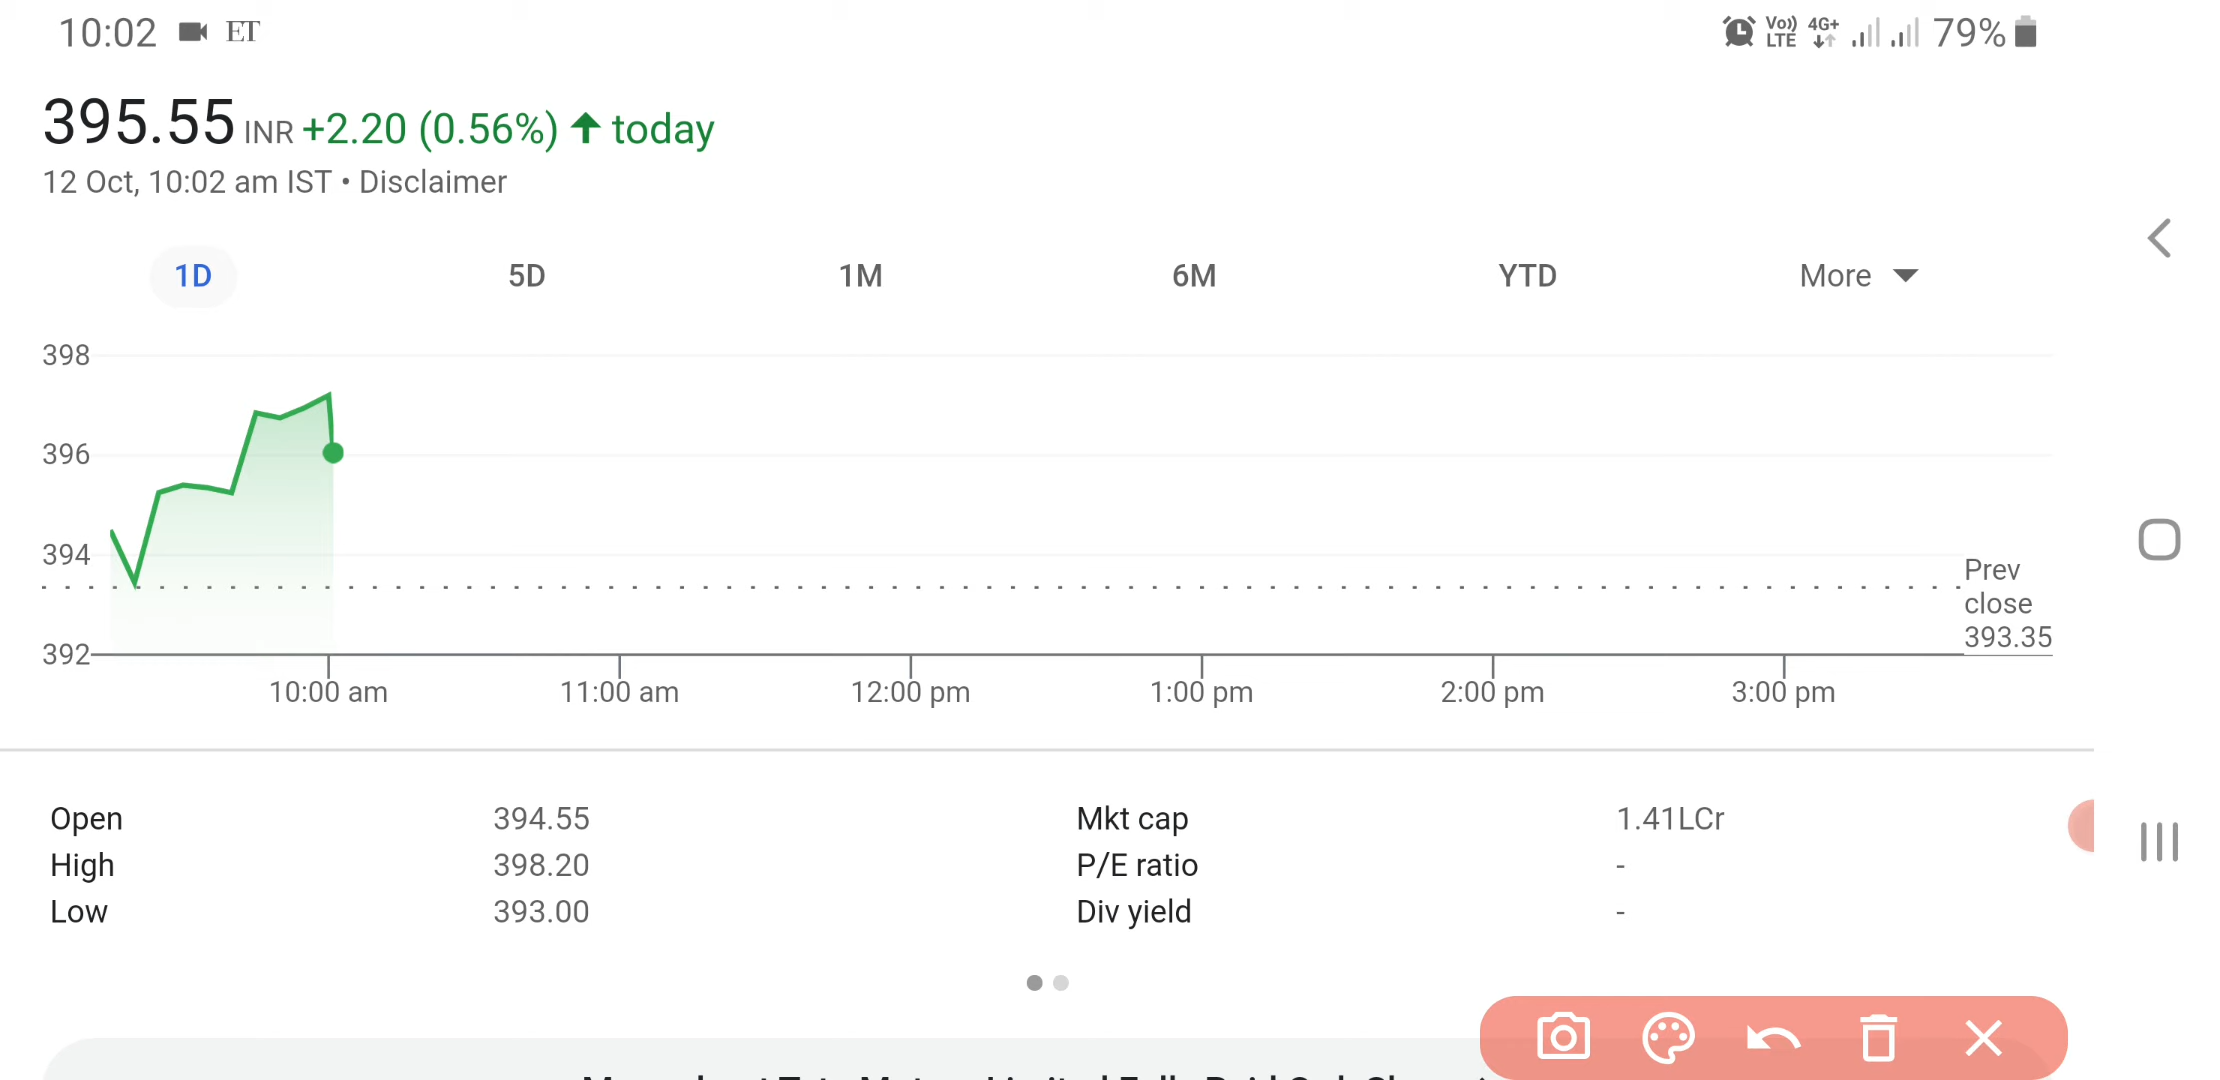 10:02 ET Vo)) LTE 4G+ 79%
395.55 INR +2.20 (0.56%) today
12 Oct, 10:02 am IST • Disclaimer
1D 5D 1M 6M YTD More
398
396
394
392
Prev
close
393.35
10:00 am 11:00 am 12:00 pm 1:00 pm 2:00 pm 3:00 pm
Open 394.55 Mkt cap 1.41LCr
High 398.20 P/E ratio -
Low 393.00 Div yield -